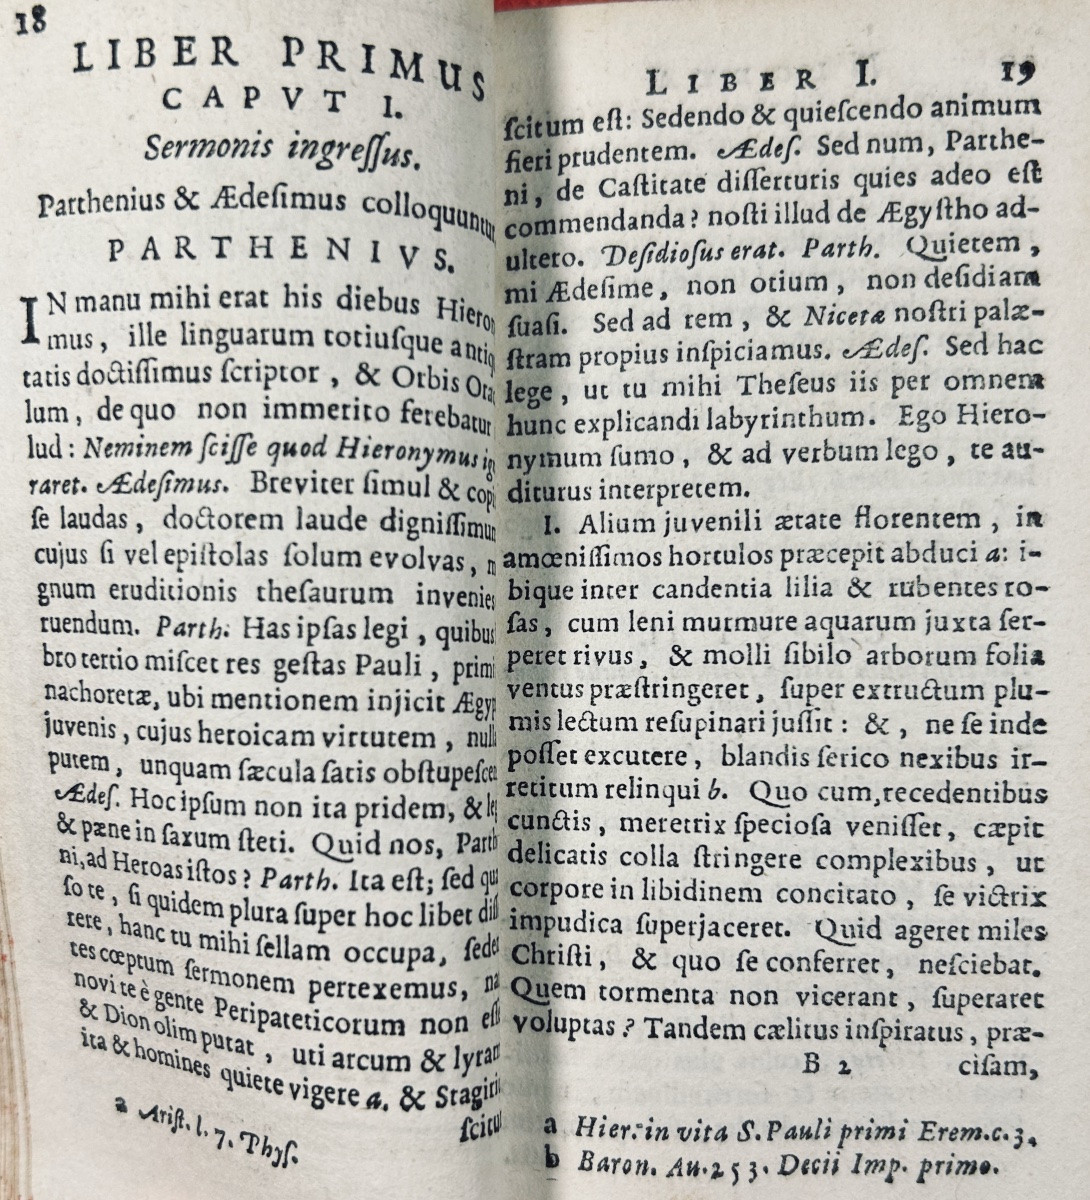 18
LIBER PRIMUS
CAPVT I.
Sermonis ingreſſus.
Parthenius & Ædeſimus colloquuntur
PARTHENIVS.
IN manu mihi erat his diebus Hieron
mus, ille linguarum totiuſque antiq
tatis doctiſſimus ſcriptor, & Orbis Ora
lum, de quo non immerito ferebatur
lud: Neminem ſciſſe quod Hieronymus ig
raret. Ædeſimus. Breviter ſimul & copi
ſe laudas, doctorem laude digniſſimum
cujus ſi vel epiſtolas ſolum evolvas, m
gnum eruditionis theſaurum invenies
ruendum. Parth. Has ipſas legi, quibus
bro tertio miſcet res geſtas Pauli, primi
nachoretæ, ubi mentionem injicit Ægyp
juvenis, cujus heroicam virtutem, null
putem, unquam ſæcula ſatis obſtupeſcen
Ædeſ. Hoc ipſum non ita pridem, & leg
& pæne in ſaxum ſteti. Quid nos, Parth
ni, ad Heroas iſtos? Parth. Ita eſt; ſed qu
ſo te, ſi quidem plura ſuper hoc libet diſ
rere, hanc tu mihi ſellam occupa, ſeden
tes cœptum ſermonem pertexemus, na
novi te è gente Peripateticorum non eſſ
& Dion olim putat, uti arcum & lyram
ita & homines quiete vigere a. & Stagiri
ſcitu
a Ariſt. l. 7. Phyſ.
LIBER I. 19
ſcitum eſt: Sedendo & quieſcendo animum
fieri prudentem. Ædeſ. Sed num, Parthe-
ni, de Caſtitate diſſerturis quies adeo eſt
commendanda? noſti illud de Ægyſtho ad-
ultero. Deſidioſus erat. Parth. Quietem,
mi Ædeſime, non otium, non deſidiam
ſuaſi. Sed ad rem, & Nicetæ noſtri palæ-
ſtram propius inſpiciamus. Ædeſ. Sed hac
lege, ut tu mihi Theſeus iis per omnem
hunc explicandi labyrinthum. Ego Hiero-
nymum ſumo, & ad verbum lego, te au-
diturus interpretem.
I. Alium juvenili ætate florentem, in
amœniſſimos hortulos præcepit abduci a: i-
bique inter candentia lilia & rubentes ro-
ſas, cum leni murmure aquarum juxta ſer-
peret rivus, & molli ſibilo arborum folia
ventus præſtringeret, ſuper extructum plu-
mis lectum reſupinari juſſit: &, ne ſe inde
poſſet excutere, blandis ſerico nexibus ir-
retitum relinqui b. Quo cum, recedentibus
cunctis, meretrix ſpecioſa veniſſet, cæpit
delicatis colla ſtringere complexibus, ut
corpore in libidinem concitato, ſe victrix
impudica ſuperjaceret. Quid ageret miles
Chriſti, & quo ſe conferret, neſciebat.
Quem tormenta non vicerant, ſuperaret
voluptas? Tandem cælitus inſpiratus, præ-
B 2 ciſam,
a Hier. in vita S. Pauli primi Erem. c. 3.
b Baron. An. 253. Decii Imp. primo.